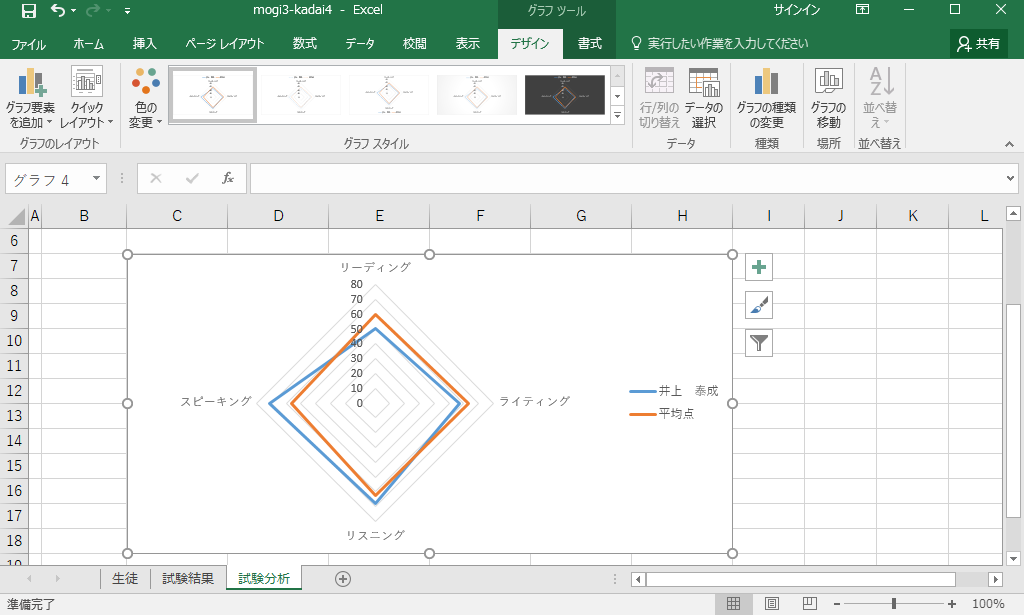 mogi3-kadai4 - Excel
グラフ ツール
サインイン
ファイル ホーム 挿入 ページ レイアウト 数式 データ 校閲 表示 デザイン 書式 実行したい作業を入力してください 共有
グラフ要素を追加
クイックレイアウト
色の変更
行/列の切り替え
データの選択
グラフの種類の変更
グラフの移動
並べ替え
グラフのレイアウト グラフ スタイル データ 種類 場所 並べ替え
グラフ 4
fx
A B C D E F G H I J K L
6
7
8
9
10
11
12
13
14
15
16
17
18
19
リーディング
80
70
60
50
40
30
20
10
0
スピーキング
ライティング
リスニング
井上 泰成
平均点
生徒 試験結果 試験分析
準備完了
100%